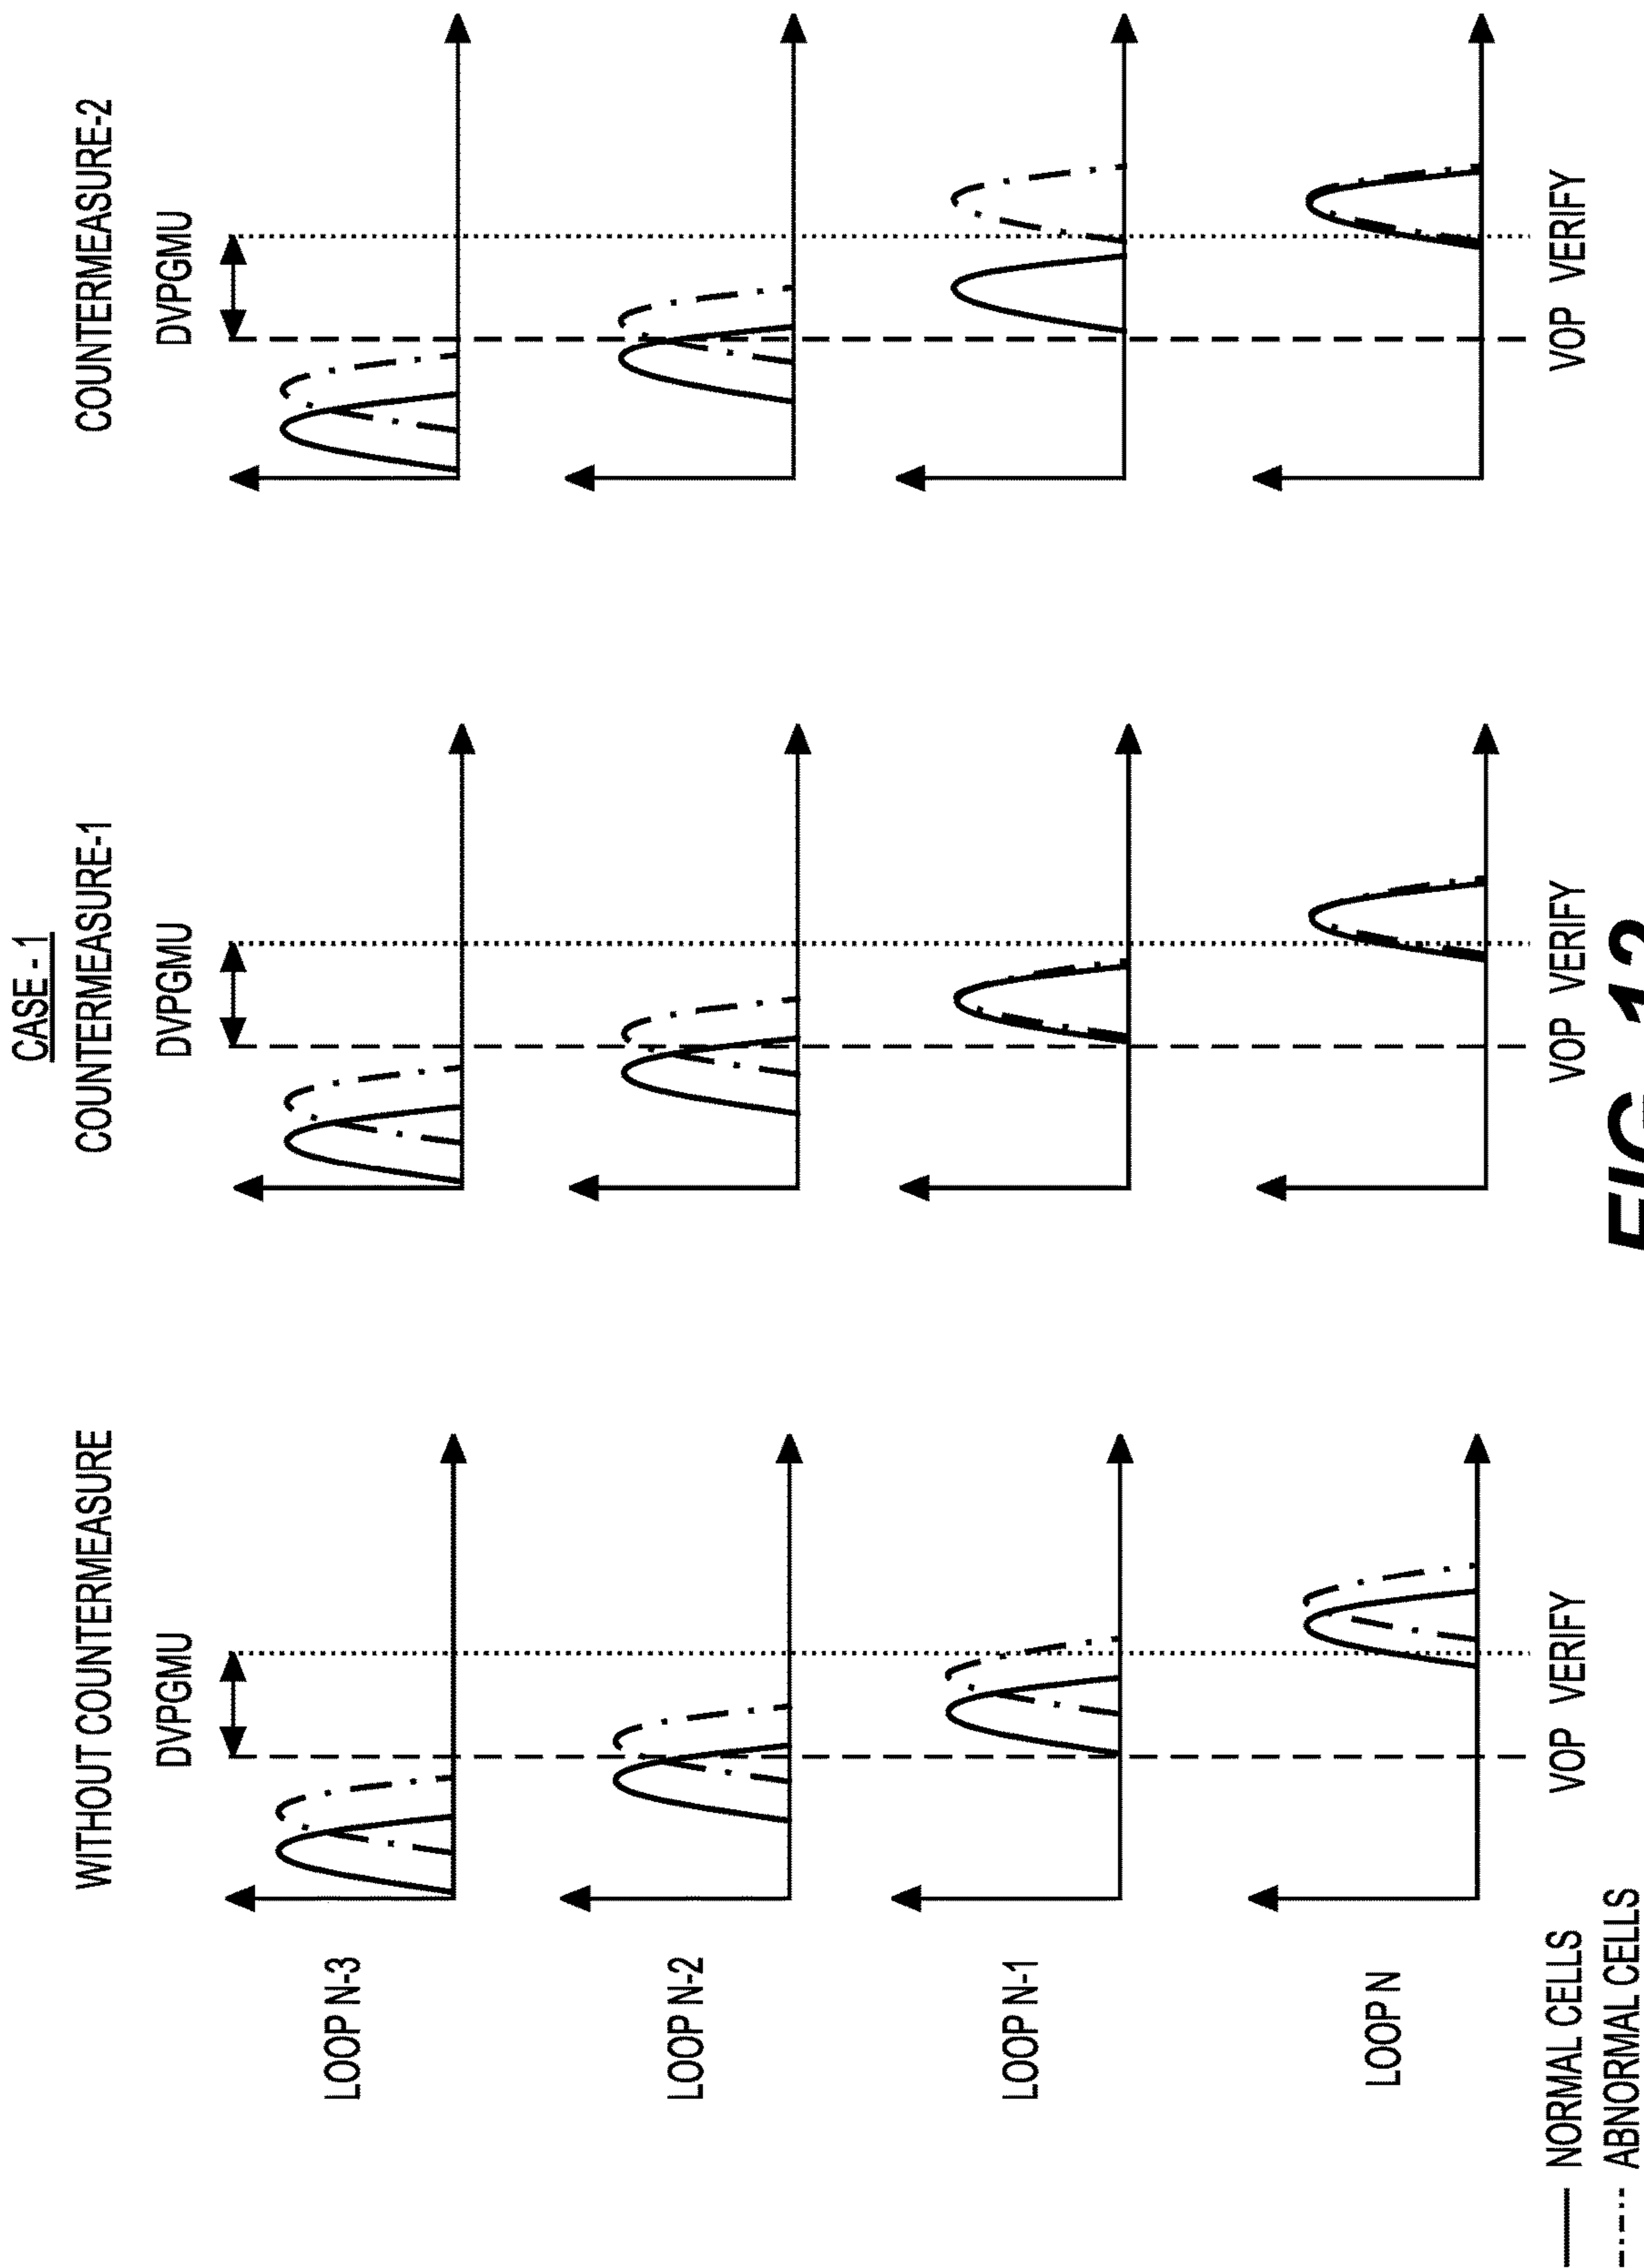 CASE - 1
WITHOUT COUNTERMEASURE
COUNTERMEASURE-1
COUNTERMEASURE-2
DVPGMU
DVPGMU
DVPGMU
LOOP N-3
LOOP N-2
LOOP N-1
LOOP N
VOP VERIFY
VOP VERIFY
VOP VERIFY
NORMAL CELLS
ABNORMAL CELLS